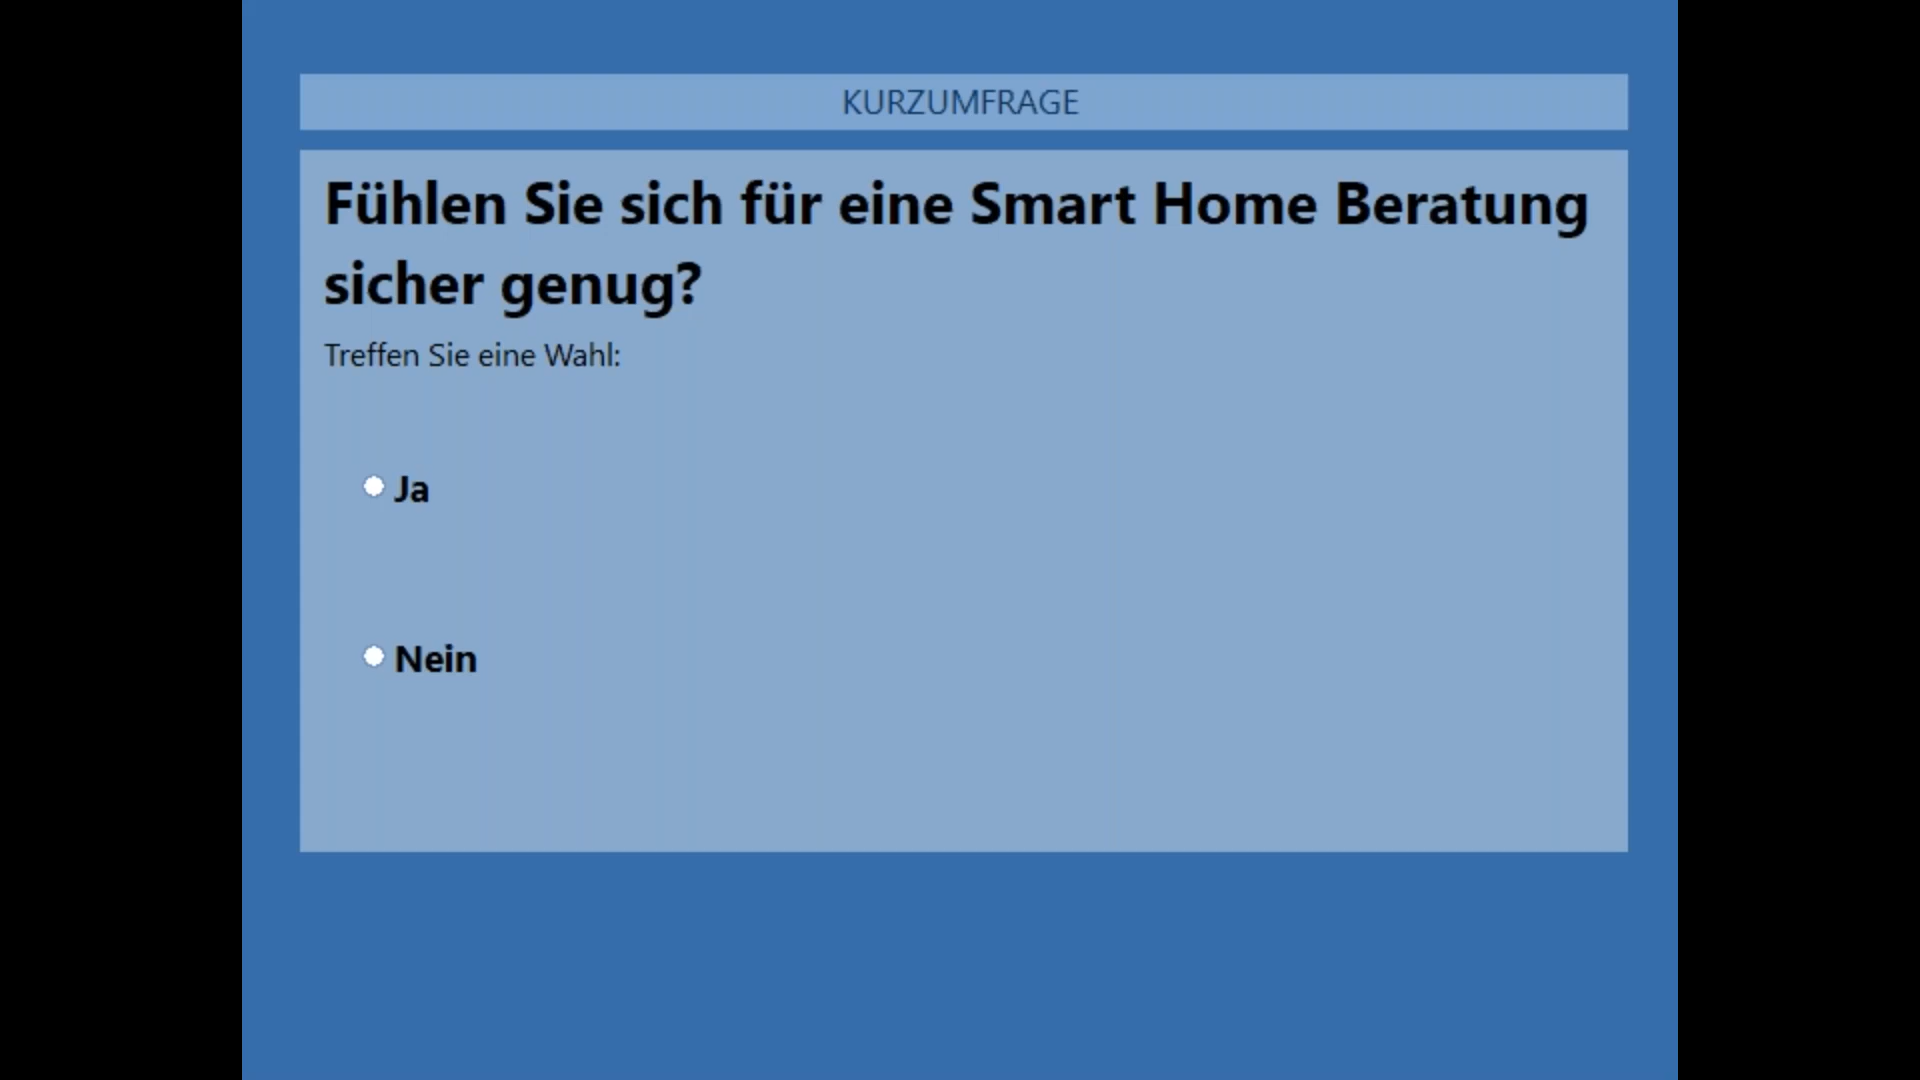 KURZUMFRAGE
Fühlen Sie sich für eine Smart Home Beratung
sicher genug?
Treffen Sie eine Wahl:
Ja
Nein